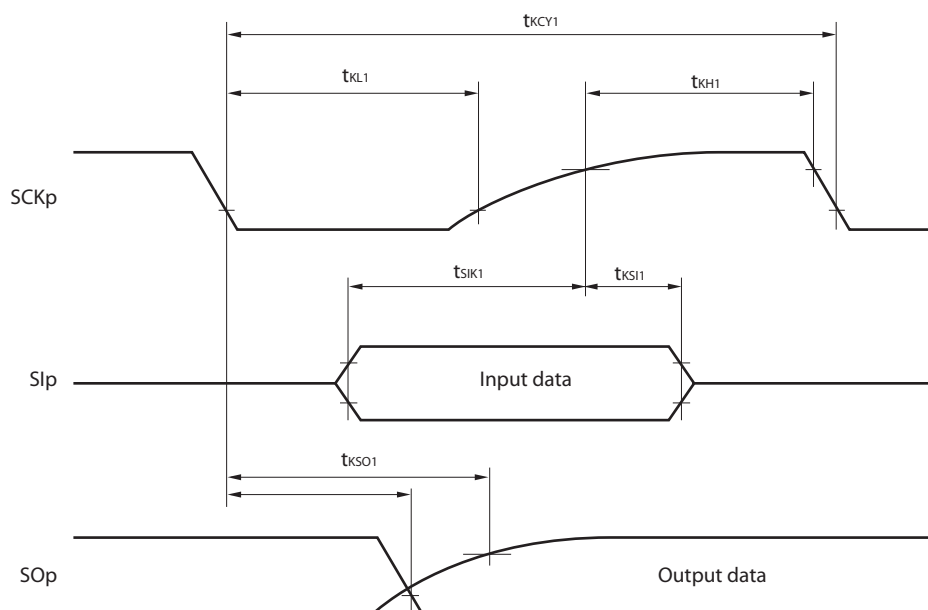 tKCY1
tKL1
tKH1
SCKp
tSIK1
tKSI1
SIp
Input data
tKSO1
SOp
Output data